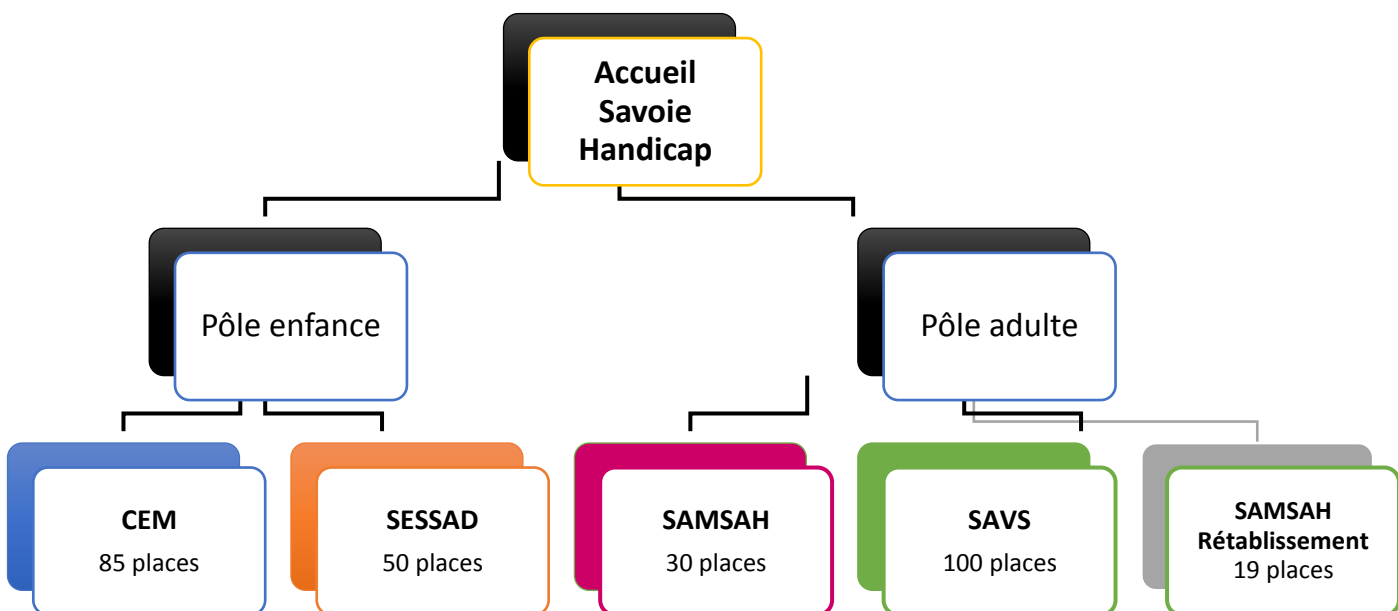 Accueil
Savoie
Handicap
Pôle enfance
Pôle adulte
CEM
85 places
SESSAD
50 places
SAMSAH
30 places
SAVS
100 places
SAMSAH
Rétablissement
19 places